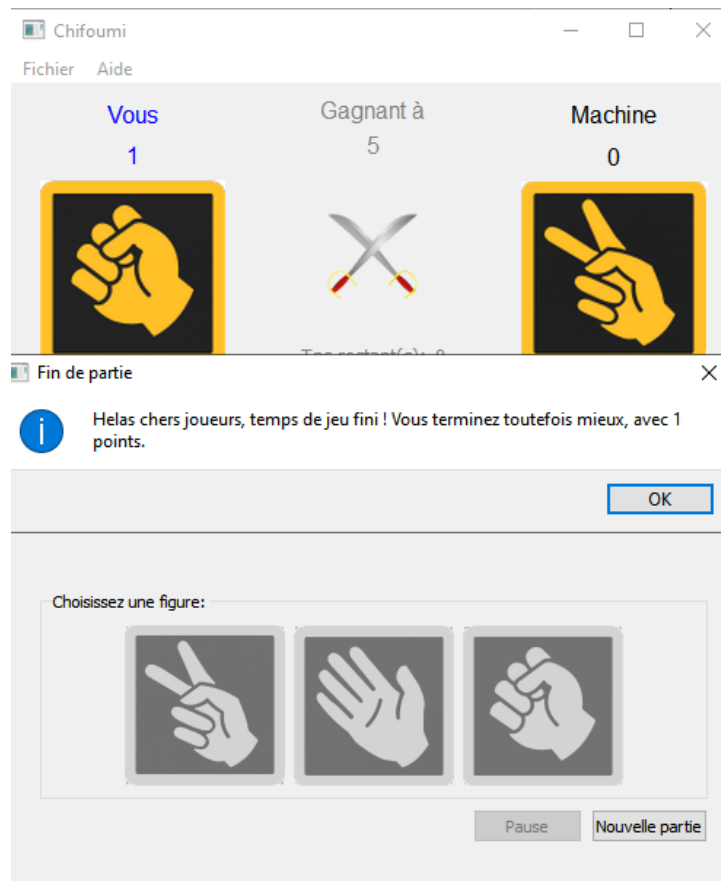 Chifoumi
Fichier Aide
Vous Gagnant à Machine
1 5 0
Fin de partie
Helas chers joueurs, temps de jeu fini ! Vous terminez toutefois mieux, avec 1
points.
OK
Choisissez une figure:
Pause Nouvelle partie